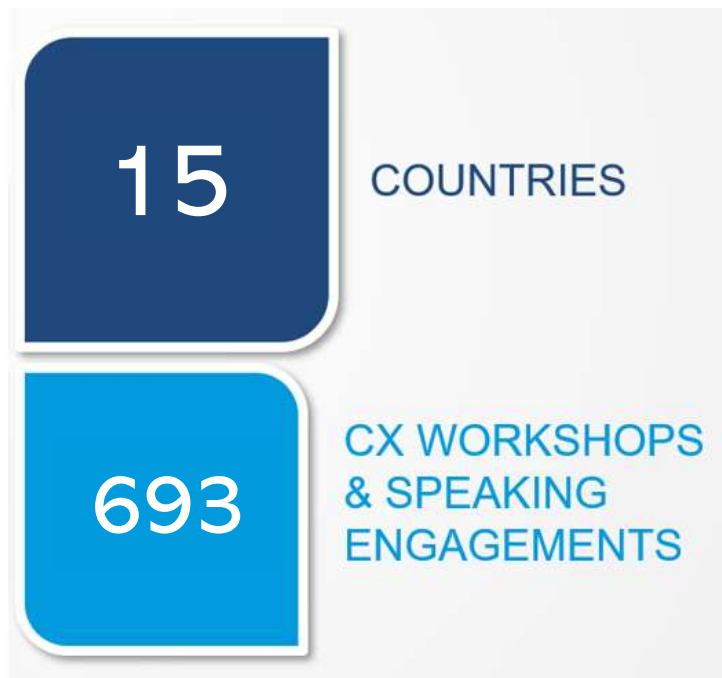 15
COUNTRIES
693
CX WORKSHOPS
& SPEAKING
ENGAGEMENTS